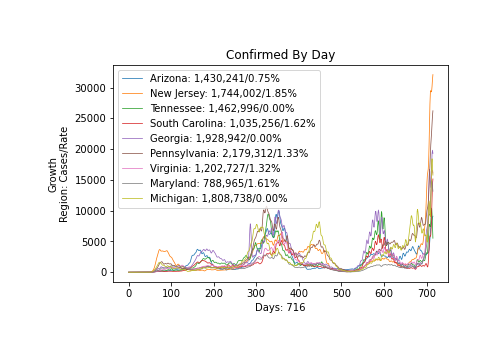 Confirmed By Day
Growth
Region: Cases/Rate
30000
25000
20000
15000
10000
5000
0
Arizona: 1,430,241/0.75%
New Jersey: 1,744,002/1.85%
Tennessee: 1,462,996/0.00%
South Carolina: 1,035,256/1.62%
Georgia: 1,928,942/0.00%
Pennsylvania: 2,179,312/1.33%
Virginia: 1,202,727/1.32%
Maryland: 788,965/1.61%
Michigan: 1,808,738/0.00%
0 100 200 300 400 500 600 700
Days: 716